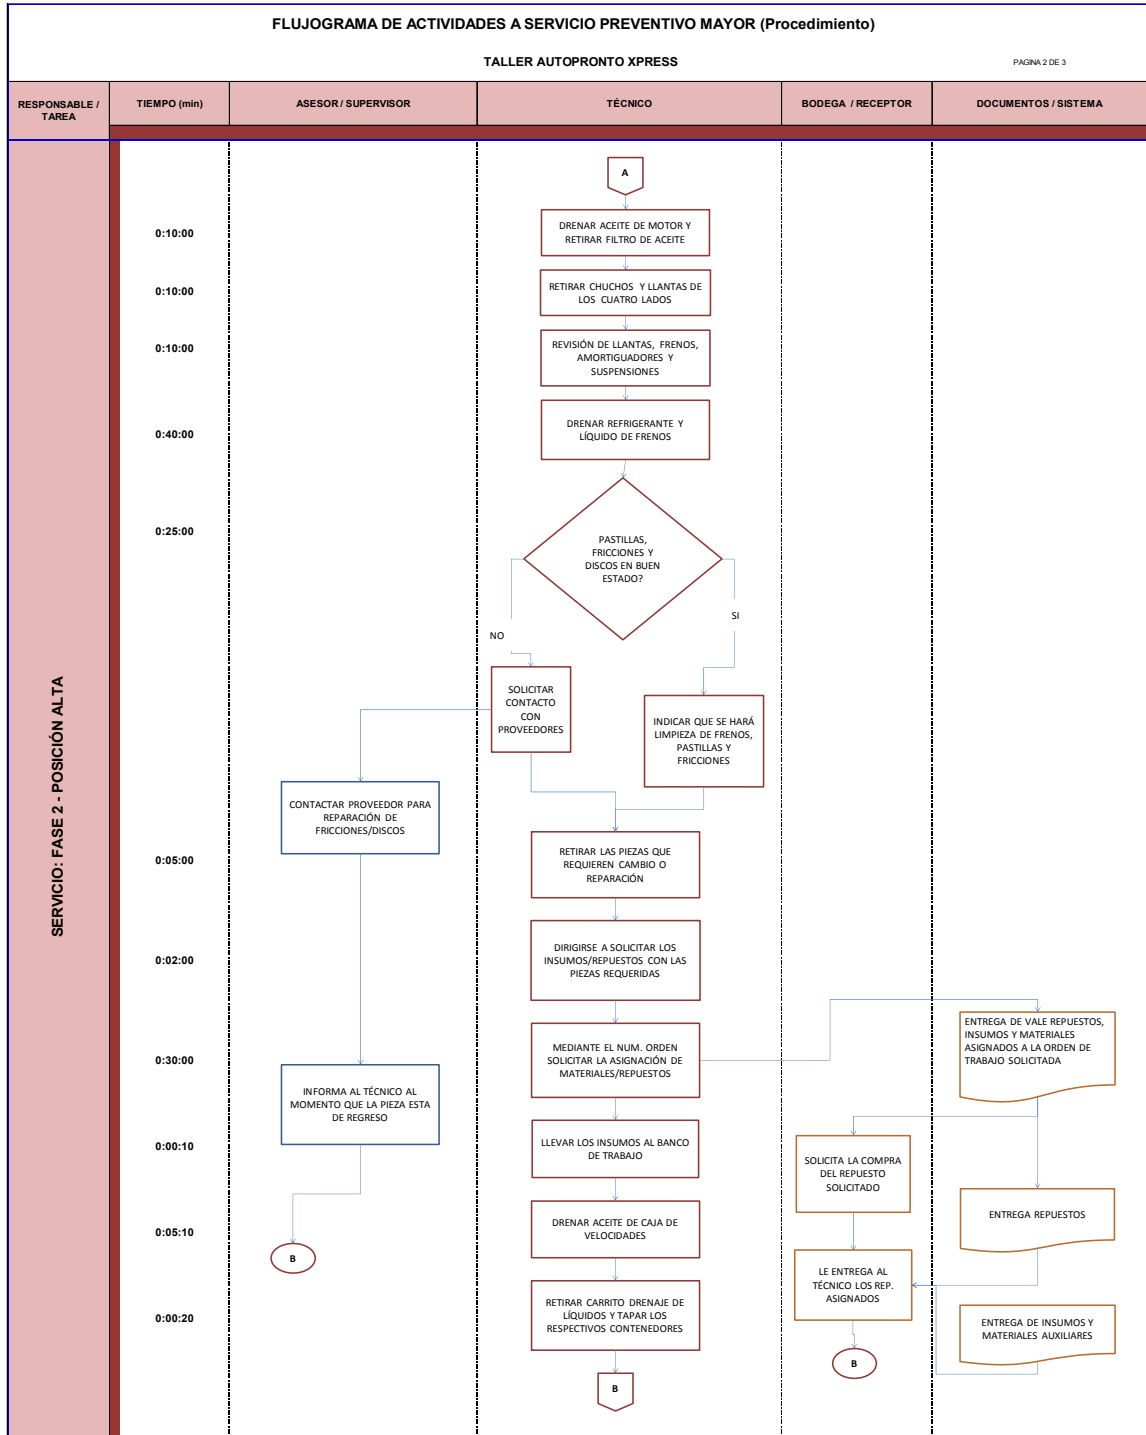 FLUJOGRAMA DE ACTIVIDADES A SERVICIO PREVENTIVO MAYOR (Procedimiento)
TALLER AUTOPRONTO XPRESS
PAGINA 2 DE 3
RESPONSABLE /
TAREA
TIEMPO (min)
ASESOR / SUPERVISOR
TÉCNICO
BODEGA / RECEPTOR
DOCUMENTOS / SISTEMA
SERVICIO: FASE 2 - POSICIÓN ALTA
A
0:10:00
DRENAR ACEITE DE MOTOR Y
RETIRAR FILTRO DE ACEITE
0:10:00
RETIRAR CHUCHOS Y LLANTAS DE
LOS CUATRO LADOS
0:10:00
REVISIÓN DE LLANTAS, FRENOS,
AMORTIGUADORES Y
SUSPENSIONES
0:40:00
DRENAR REFRIGERANTE Y
LÍQUIDO DE FRENOS
0:25:00
PASTILLAS,
FRICCIONES Y
DISCOS EN BUEN
ESTADO?
NO
SI
SOLICITAR
CONTACTO
CON
PROVEEDORES
INDICAR QUE SE HARÁ
LIMPIEZA DE FRENOS,
PASTILLAS Y
FRICCIONES
CONTACTAR PROVEEDOR PARA
REPARACIÓN DE
FRICCIONES/DISCOS
0:05:00
RETIRAR LAS PIEZAS QUE
REQUIEREN CAMBIO O
REPARACIÓN
0:02:00
DIRIGIRSE A SOLICITAR LOS
INSUMOS/REPUESTOS CON LAS
PIEZAS REQUERIDAS
0:30:00
MEDIANTE EL NUM. ORDEN
SOLICITAR LA ASIGNACIÓN DE
MATERIALES/REPUESTOS
ENTREGA DE VALE REPUESTOS,
INSUMOS Y MATERIALES
ASIGNADOS A LA ORDEN DE
TRABAJO SOLICITADA
INFORMA AL TÉCNICO AL
MOMENTO QUE LA PIEZA ESTA
DE REGRESO
0:00:10
LLEVAR LOS INSUMOS AL BANCO
DE TRABAJO
SOLICITA LA COMPRA
DEL REPUESTO
SOLICITADO
ENTREGA REPUESTOS
0:05:10
DRENAR ACEITE DE CAJA DE
VELOCIDADES
B
LE ENTREGA AL
TÉCNICO LOS REP.
ASIGNADOS
0:00:20
RETIRAR CARRITO DRENAJE DE
LÍQUIDOS Y TAPAR LOS
RESPECTIVOS CONTENEDORES
ENTREGA DE INSUMOS Y
MATERIALES AUXILIARES
B
B